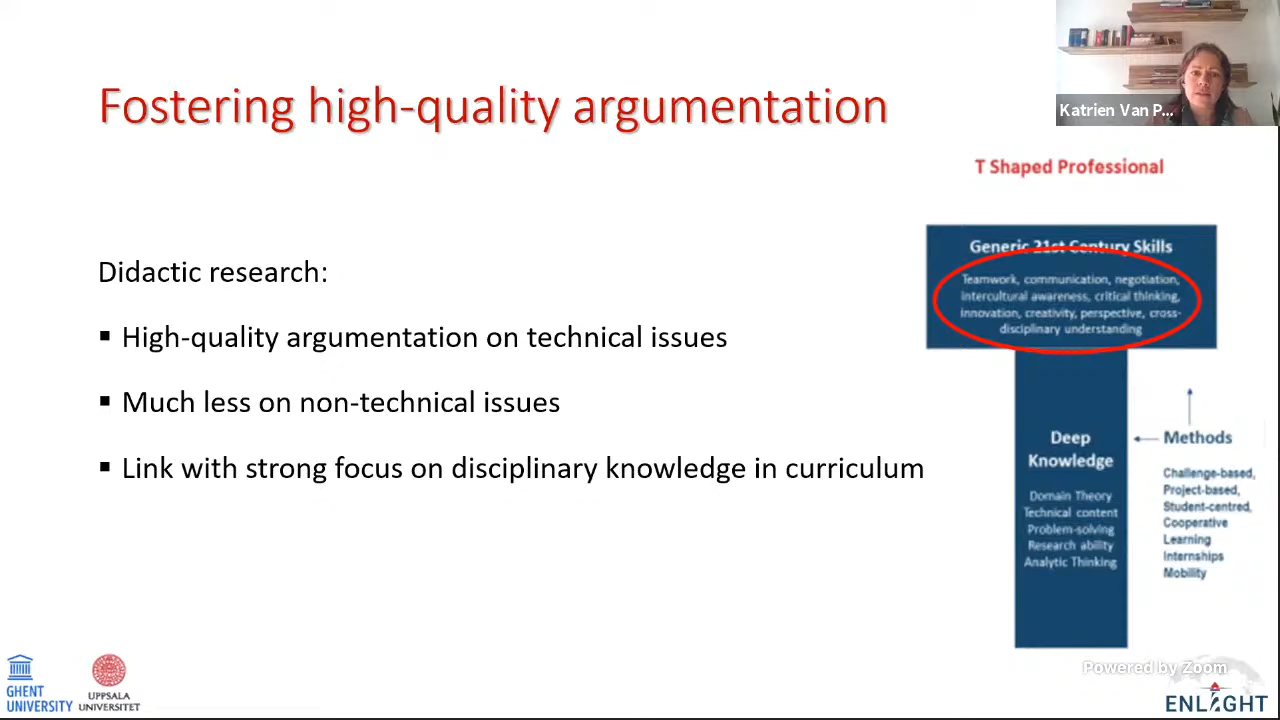 Fostering high-quality argumentation
Katrien Van P...
T Shaped Professional
Didactic research:
▪ High-quality argumentation on technical issues
▪ Much less on non-technical issues
▪ Link with strong focus on disciplinary knowledge in curriculum
Generic 21st Century Skills
Teamwork, communication, negotiation,
intercultural awareness, critical thinking,
innovation, creativity, perspective, cross-
disciplinary understanding
Deep
Knowledge
Domain Theory
Technical content
Problem-solving
Research ability
Analytic Thinking
Methods
Challenge-based,
Project-based,
Student-centred,
Cooperative
Learning
Internships
Mobility
GHENT
UNIVERSITY
UPPSALA
UNIVERSITET
Powered by Zoom
ENLIGHT